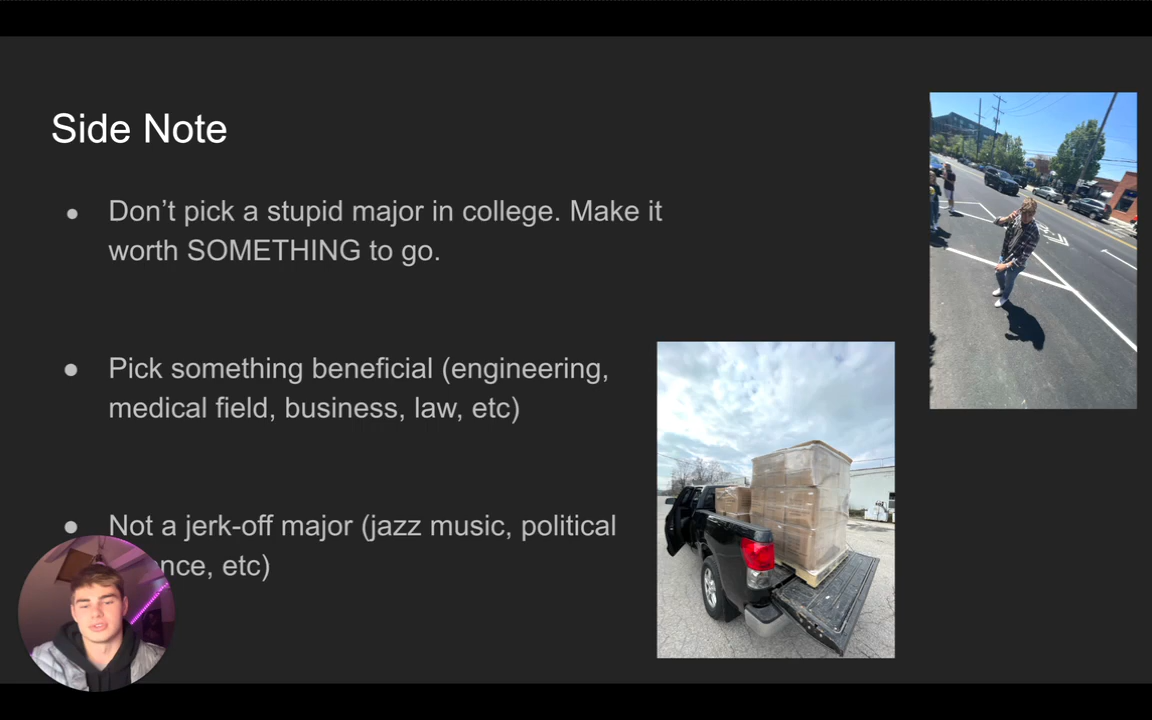 Side Note
Don’t pick a stupid major in college. Make it
worth SOMETHING to go.
Pick something beneficial (engineering,
medical field, business, law, etc)
Not a jerk-off major (jazz music, political
etc)